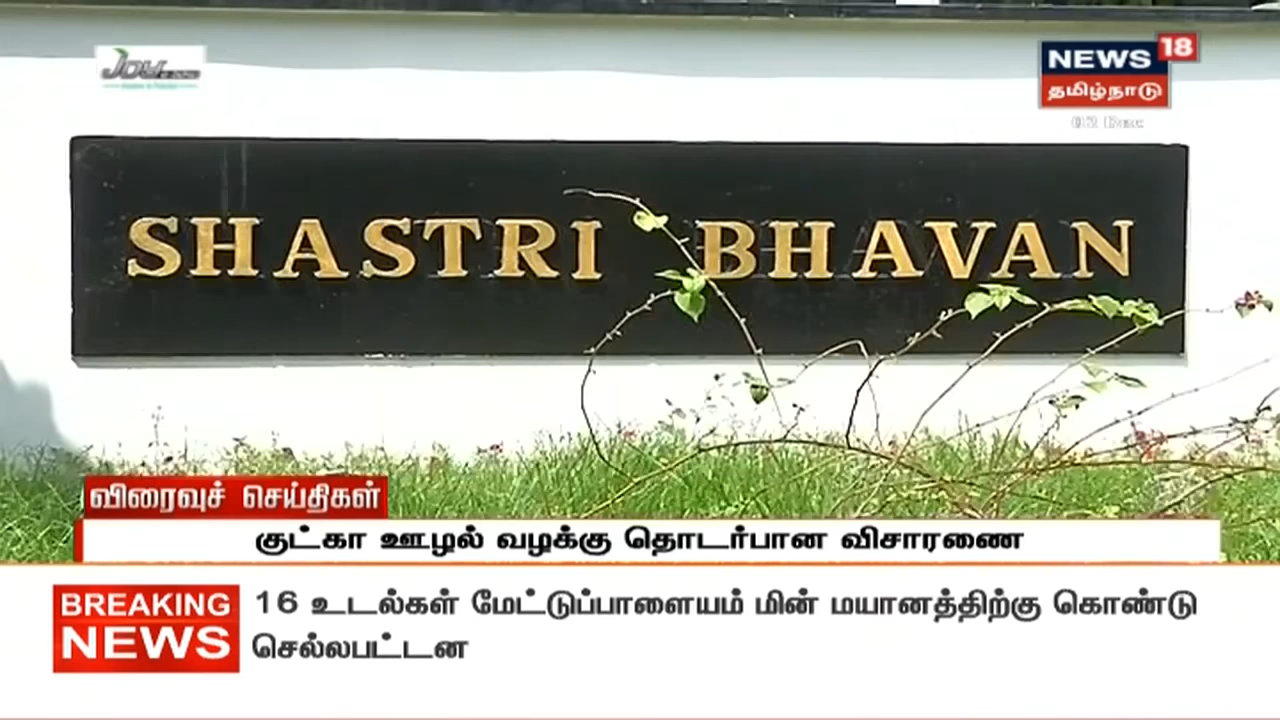 Joy
NEWS 18
தமிழ்நாடு
SHASTRI BHAVAN
விரைவுச் செய்திகள்
குட்கா ஊழல் வழக்கு தொடர்பான விசாரணை
BREAKING
NEWS
16 உடல்கள் மேட்டுப்பாளையம் மின் மயானத்திற்கு கொண்டு
செல்லபட்டன